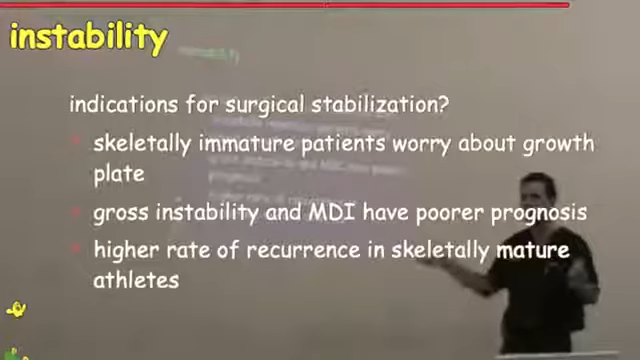 instability
indications for surgical stabilization?
skeletally immature patients worry about growth
plate
gross instability and MDI have poorer prognosis
higher rate of recurrence in skeletally mature
athletes